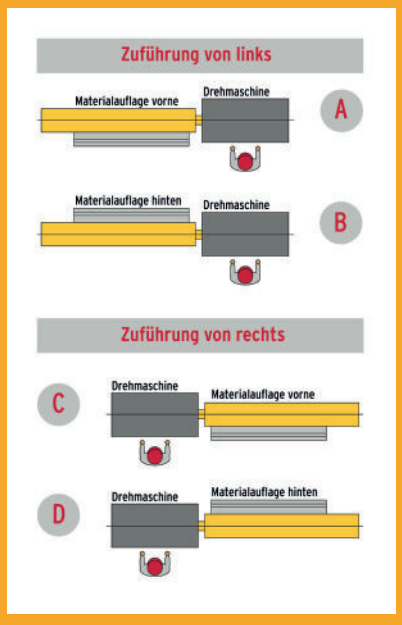 Zuführung von links
Materialauflage vorne
Drehmaschine
A
Materialauflage hinten
Drehmaschine
B
Zuführung von rechts
C
Drehmaschine
Materialauflage vorne
D
Drehmaschine
Materialauflage hinten